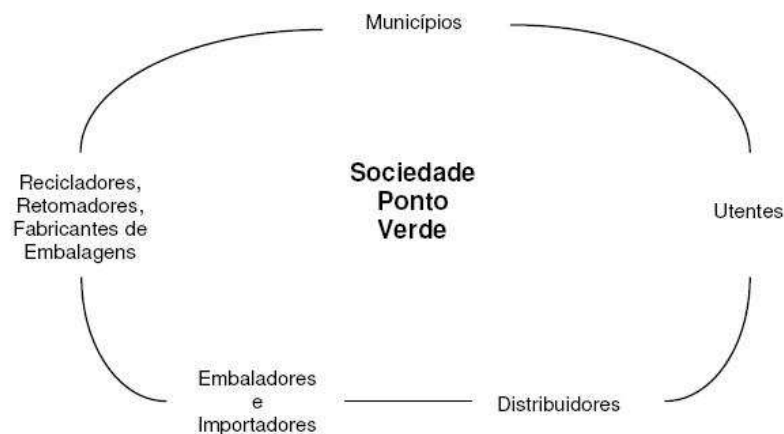 Municípios
Recicladores,
Retomadores,
Fabricantes de
Embalagens
Sociedade
Ponto
Verde
Utentes
Embaladores
e
Importadores
Distribuidores